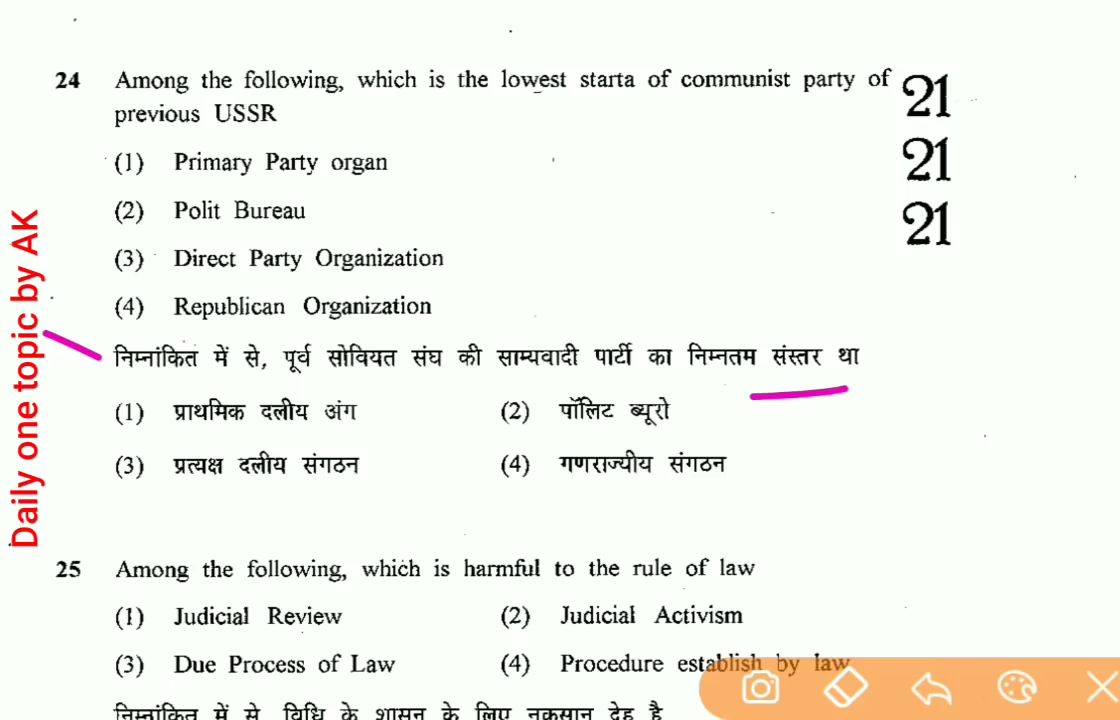 24 Among the following, which is the lowest starta of communist party of
previous USSR
21
21
21
(1) Primary Party organ
(2) Polit Bureau
(3) Direct Party Organization
(4) Republican Organization
निम्नांकित में से, पूर्व सोवियत संघ की साम्यवादी पार्टी का निम्नतम संस्तर था
(1) प्राथमिक दलीय अंग (2) पॉलिट ब्यूरो
(3) प्रत्यक्ष दलीय संगठन (4) गणराज्यीय संगठन
25 Among the following, which is harmful to the rule of law
(1) Judicial Review (2) Judicial Activism
(3) Due Process of Law (4) Procedure establish by law
निम्नांकित में से विधि के शासन के लिए नुकसान देह है
Daily one topic by AK